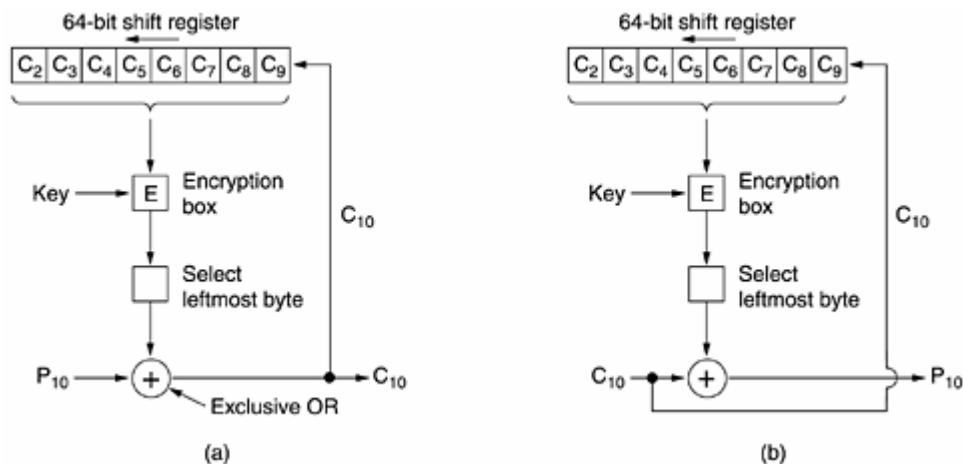 64-bit shift register
C2 C3 C4 C5 C6 C7 C8 C9
Key
E
Encryption
box
C10
Select
leftmost byte
P10
+
C10
Exclusive OR
(a)
64-bit shift register
C2 C3 C4 C5 C6 C7 C8 C9
Key
E
Encryption
box
C10
Select
leftmost byte
C10
+
P10
(b)